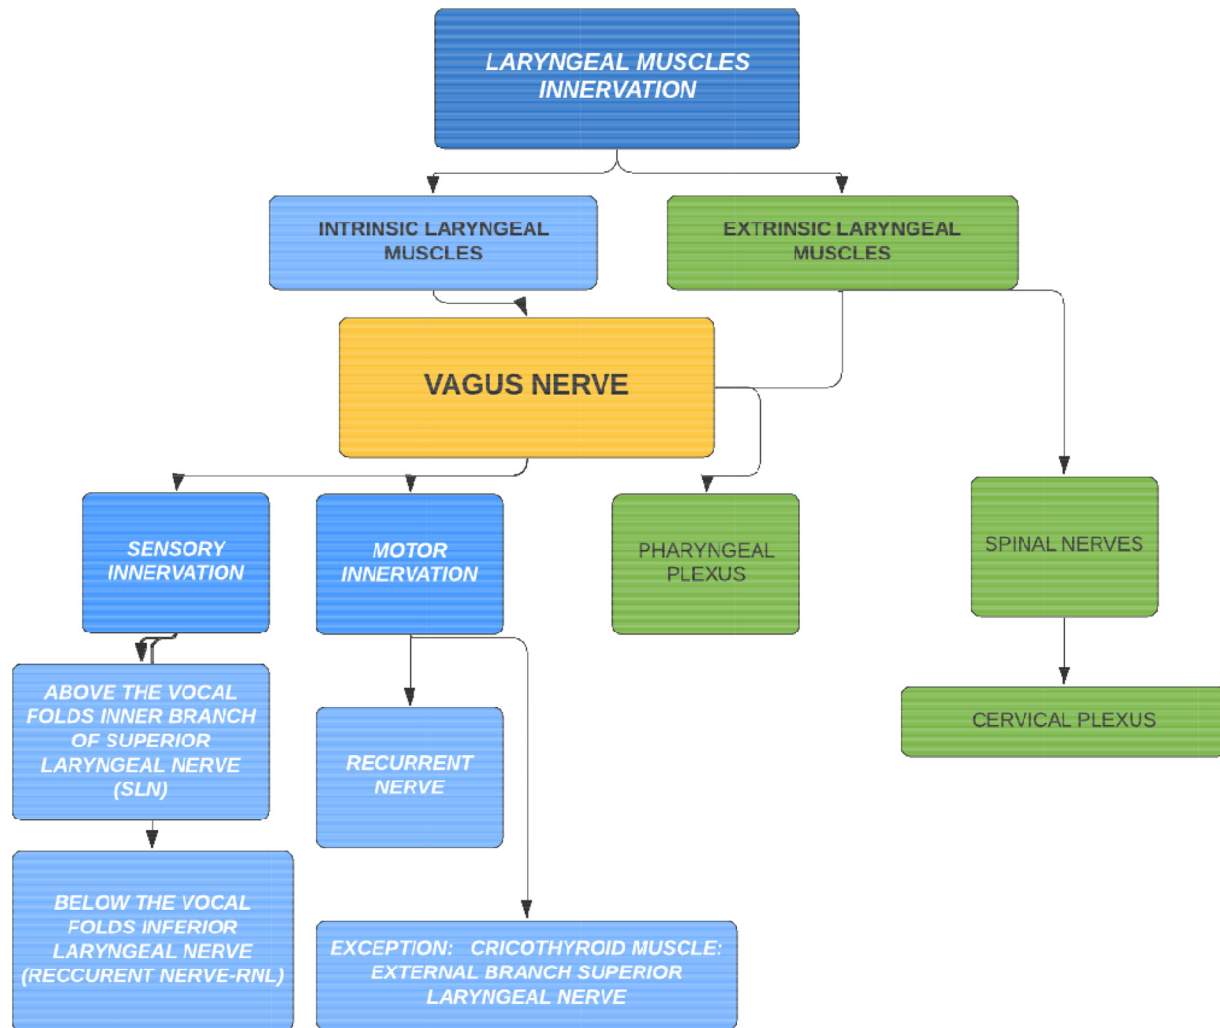 LARYNGEAL MUSCLES
INNERVATION
INTRINSIC LARYNGEAL
MUSCLES
EXTRINSIC LARYNGEAL
MUSCLES
VAGUS NERVE
SENSORY
INNERVATION
MOTOR
INNERVATION
PHARYNGEAL
PLEXUS
SPINAL NERVES
ABOVE THE VOCAL
FOLDS INNER BRANCH
OF SUPERIOR
LARYNGEAL NERVE
(SLN)
RECURRENT
NERVE
CERVICAL PLEXUS
BELOW THE VOCAL
FOLDS INFERIOR
LARYNGEAL NERVE
(RECCURENT NERVE-RNL)
EXCEPTION: CRICOTHYROID MUSCLE:
EXTERNAL BRANCH SUPERIOR
LARYNGEAL NERVE